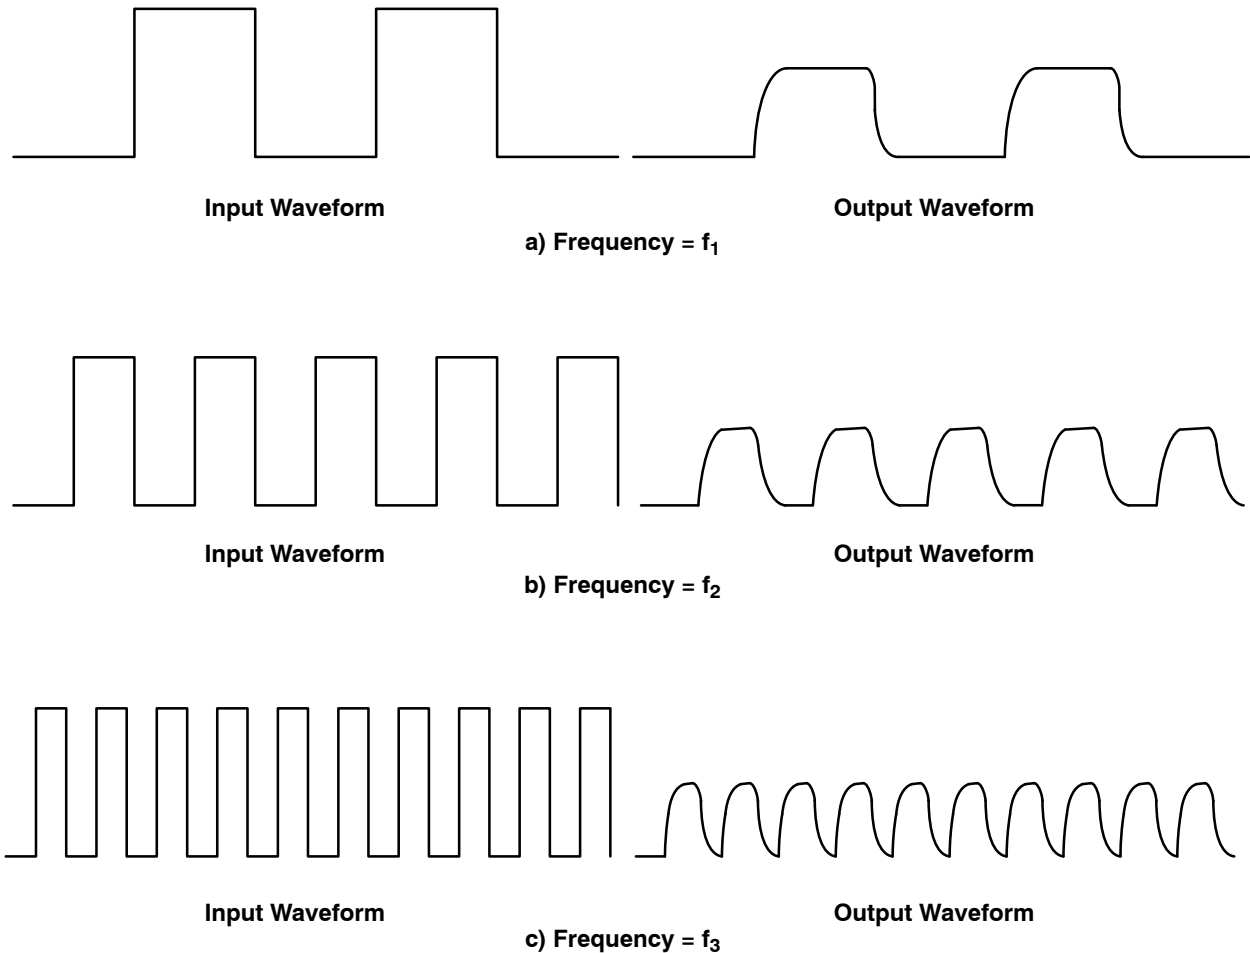 Input Waveform Output Waveform
a) Frequency = f1
Input Waveform Output Waveform
b) Frequency = f2
Input Waveform Output Waveform
c) Frequency = f3